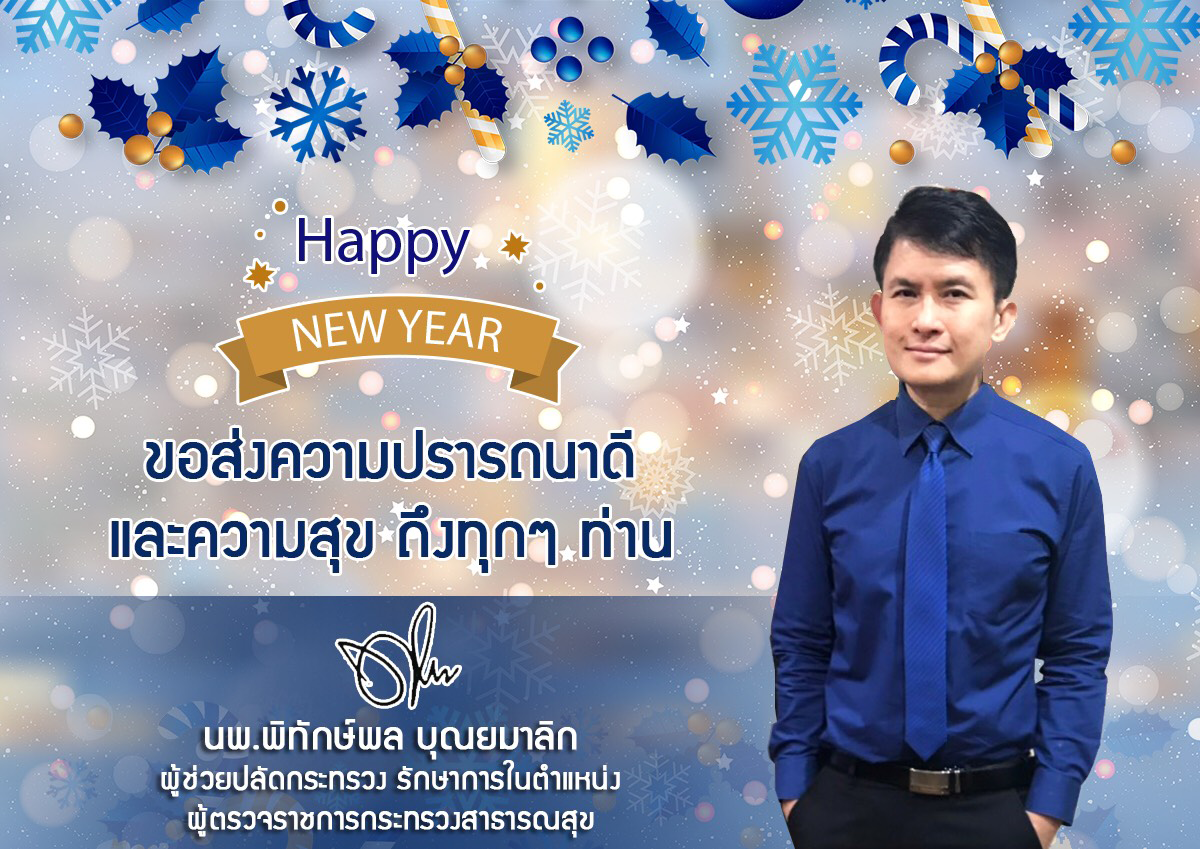 Happy
NEW YEAR
ขอส่งความปรารถนาดี
และความสุข ถึงทุกๆ ท่าน
นพ.พิทักษ์พล บุณยมาลิก
ผู้ช่วยปลัดกระทรวง รักษาการในตำแหน่ง
ผู้ตรวจราชการกระทรวงสาธารณสุข